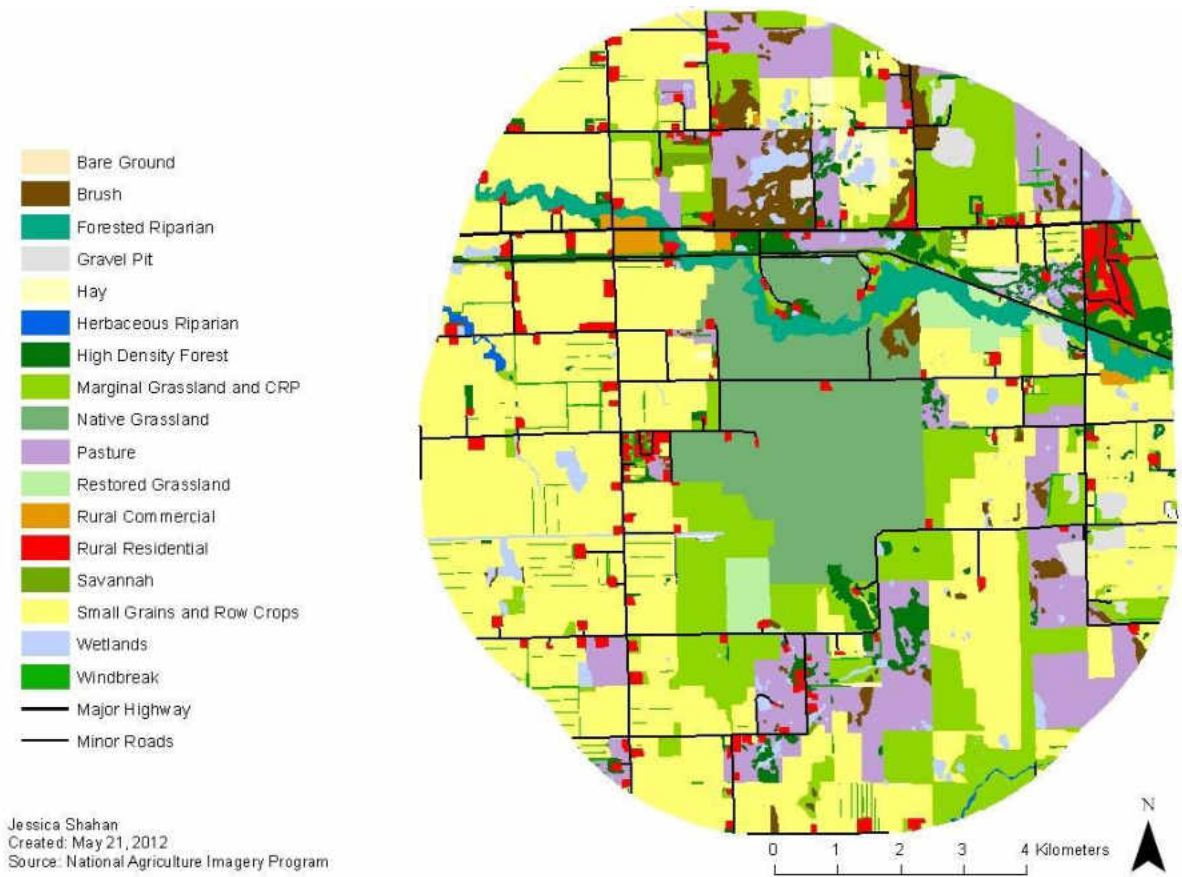 Bare Ground
Brush
Forested Riparian
Gravel Pit
Hay
Herbaceous Riparian
High Density Forest
Marginal Grassland and CRP
Native Grassland
Pasture
Restored Grassland
Rural Commercial
Rural Residential
Savannah
Small Grains and Row Crops
Wetlands
Windbreak
Major Highway
Minor Roads
Jessica Shahan
Created: May 21, 2012
Source: National Agriculture Imagery Program
0 1 2 3 4 Kilometers
N